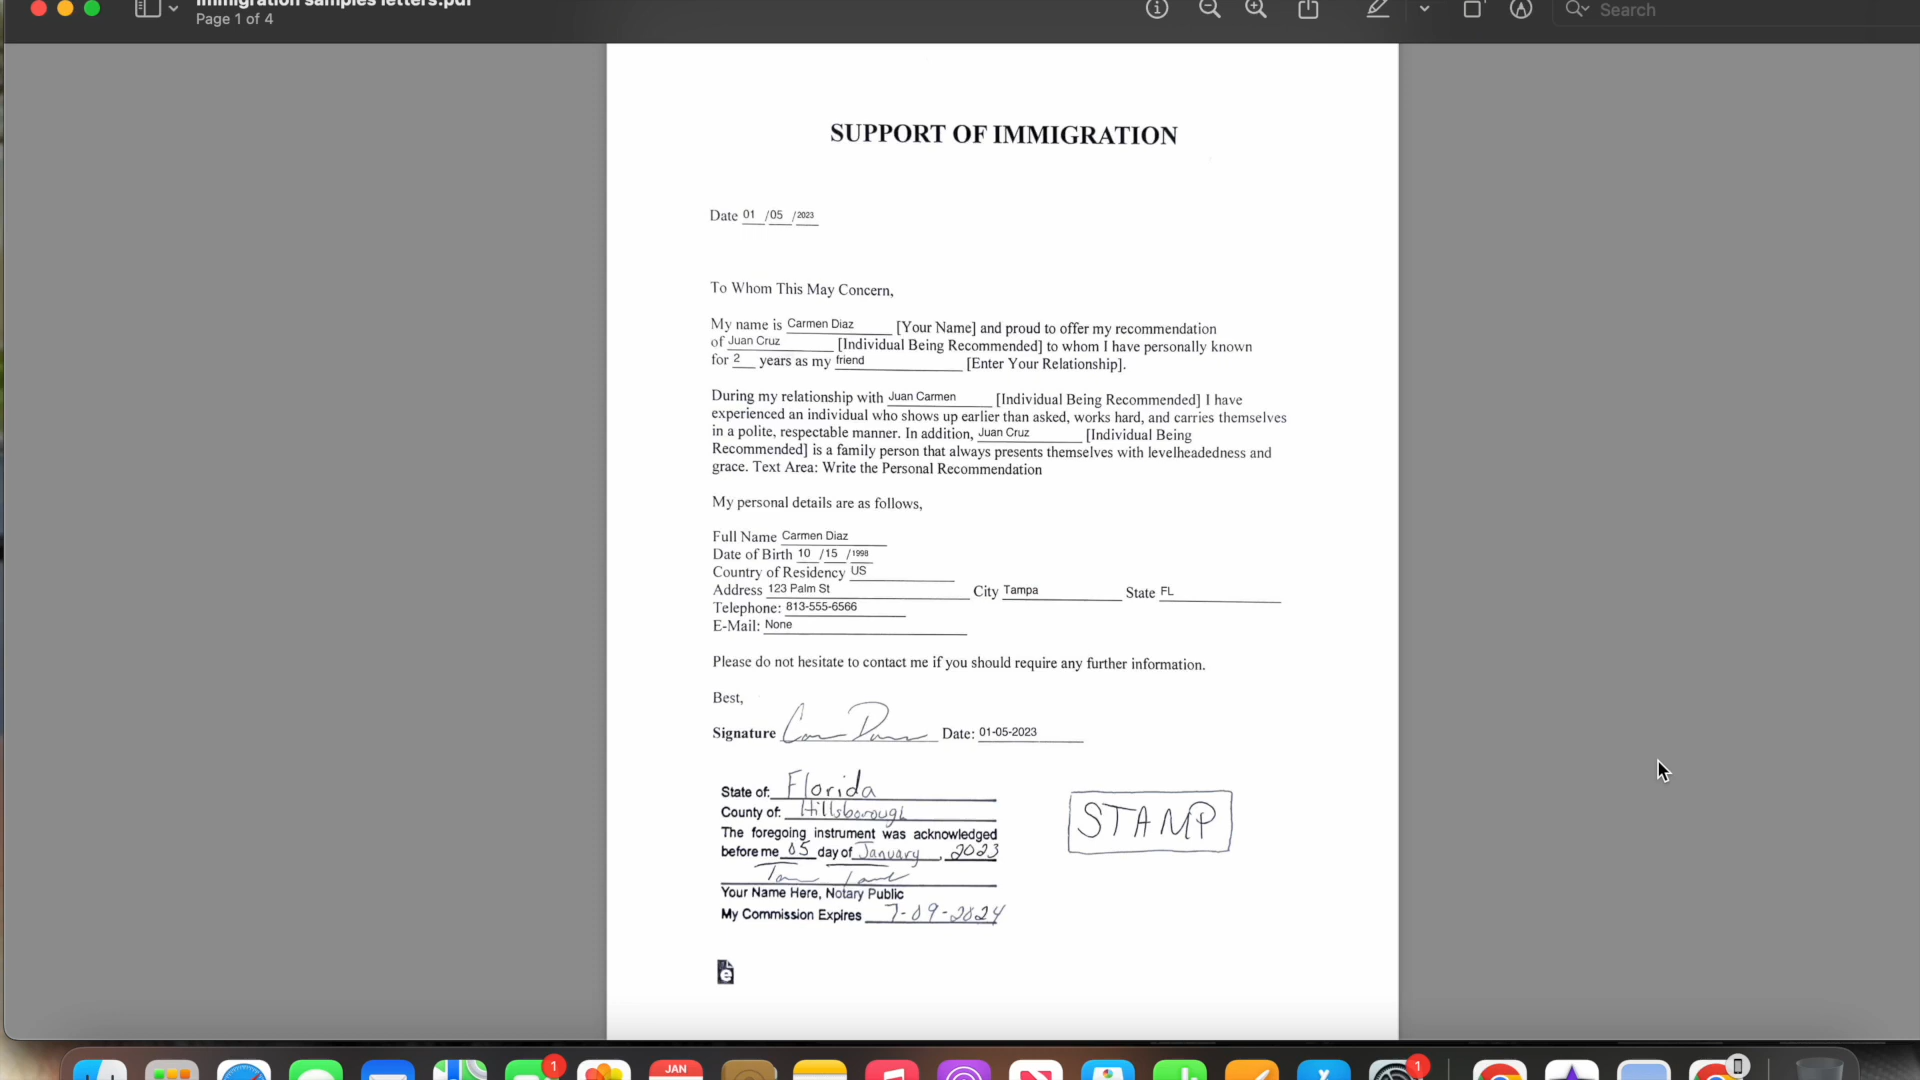 Immigration samples letters.pdf
Page 1 of 4
Search
SUPPORT OF IMMIGRATION
Date 01 /05 /2023
To Whom This May Concern,
My name is Carmen Diaz [Your Name] and proud to offer my recommendation
of Juan Cruz [Individual Being Recommended] to whom I have personally known
for 2 years as my friend [Enter Your Relationship].
During my relationship with Juan Carmen [Individual Being Recommended] I have
experienced an individual who shows up earlier than asked, works hard, and carries themselves
in a polite, respectable manner. In addition, Juan Cruz [Individual Being
Recommended] is a family person that always presents themselves with levelheadedness and
grace. Text Area: Write the Personal Recommendation
My personal details are as follows,
Full Name Carmen Diaz
Date of Birth 10 /15 /1998
Country of Residency US
Address 123 Palm St City Tampa State FL
Telephone: 813-555-6566
E-Mail: None
Please do not hesitate to contact me if you should require any further information.
Best,
Signature Date: 01-05-2023
State of: Florida
County of: Hillsborough
STAMP
The foregoing instrument was acknowledged
before me 05 day of January, 2023
Your Name Here, Notary Public
My Commission Expires 7-09-2024
1
JAN
1